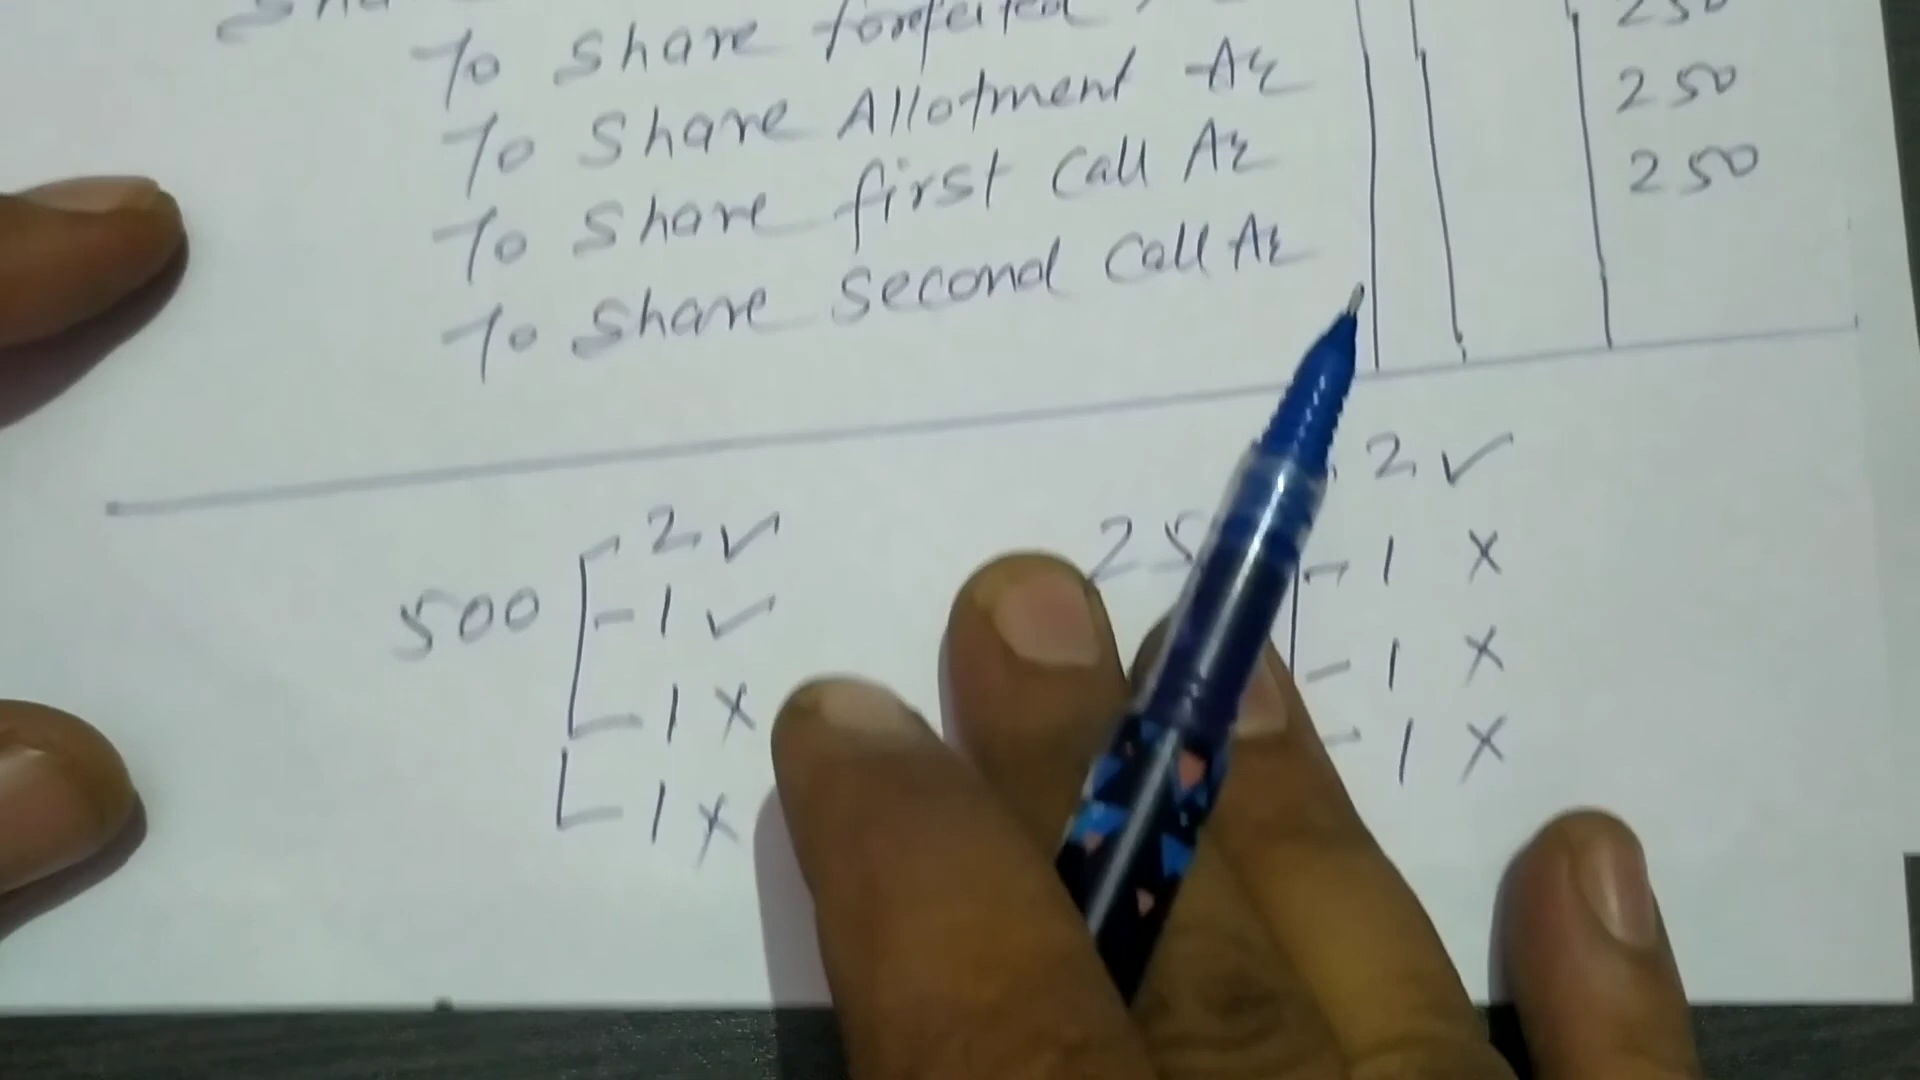 To Share forfeited 250
To Share Allotment A/c 250
To Share first Call A/c 250
To Share Second Call A/c
2 ✓ 2 ✓
500 - 1 ✓ 25 - 1 X
- 1 X - 1 X
- 1 X - 1 X